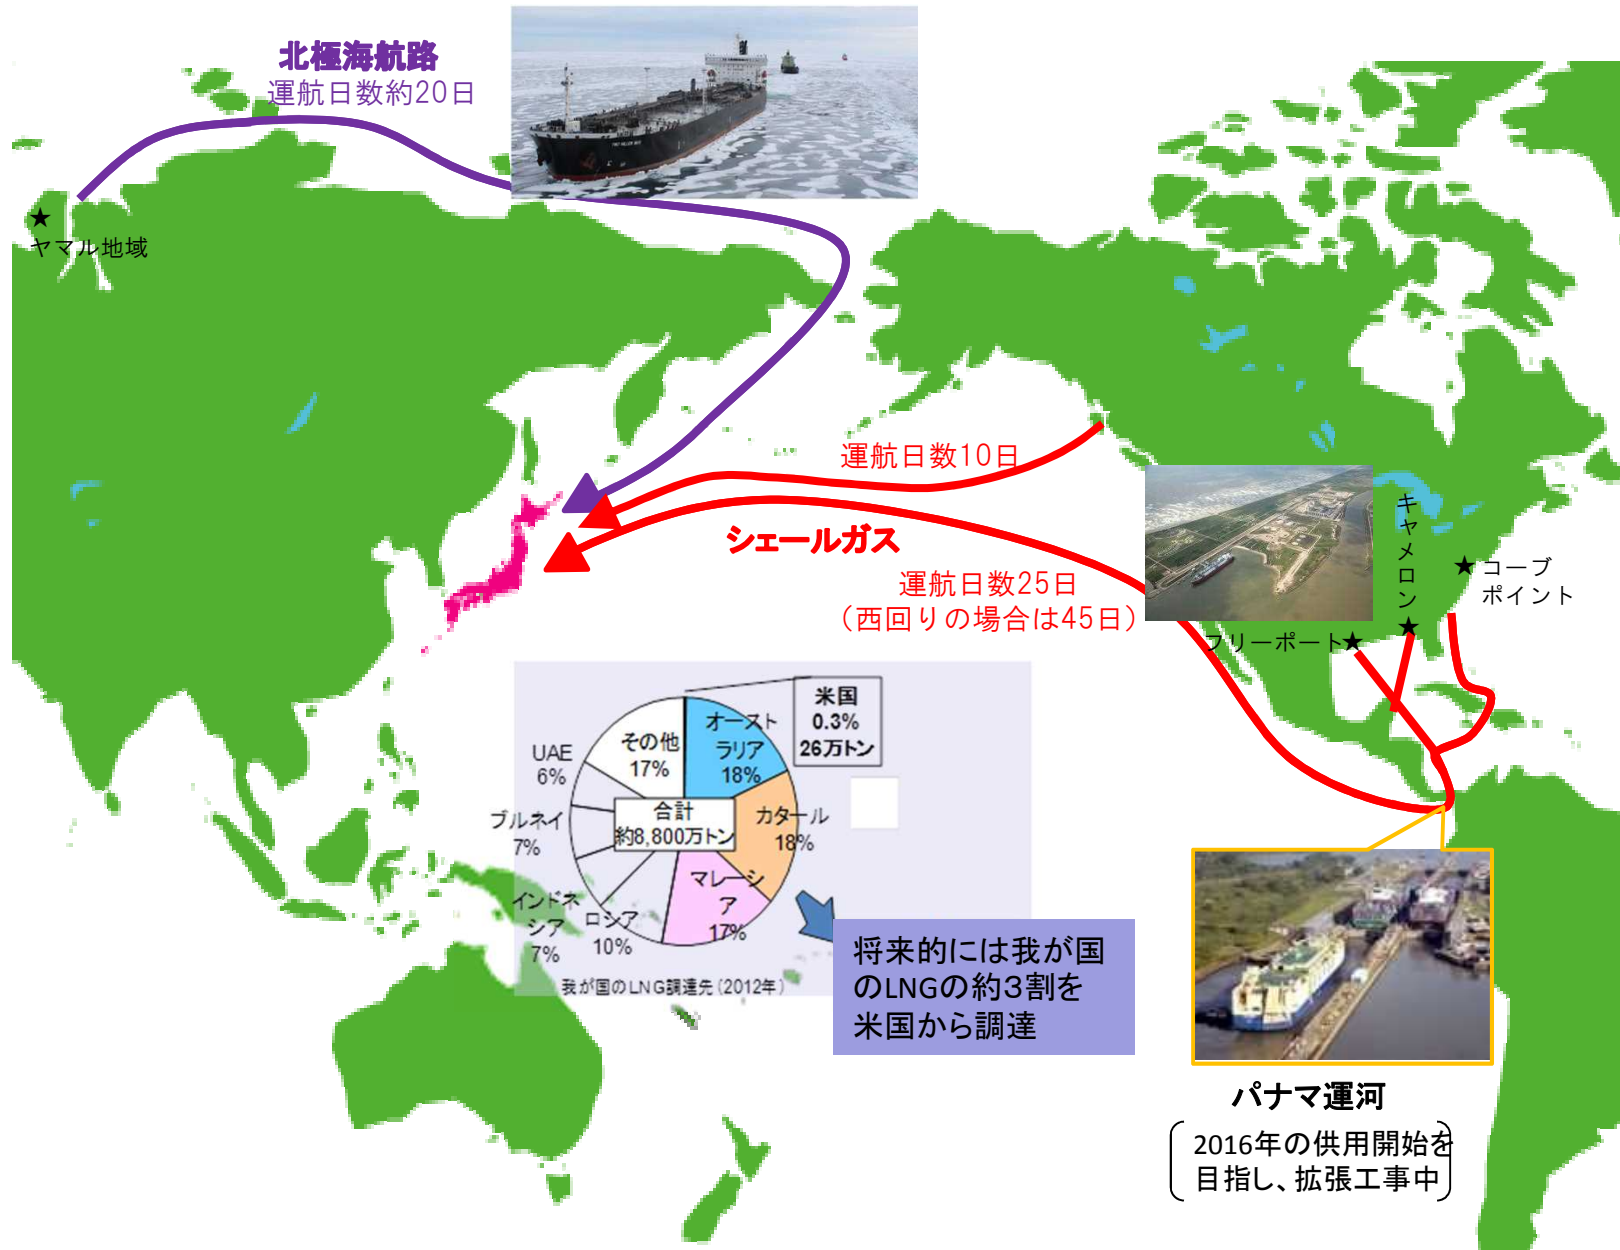 北極海航路
運航日数約20日
★
ヤマル地域
運航日数10日
シェールガス
運航日数25日
(西回りの場合は45日)
キャメロン
★
★コーブ
ポイント
フリーポート★
米国
0.3%
26万トン
オースト
ラリア
18%
カタール
18%
マレーシ
ア
17%
ロシア
10%
インドネ
シア
7%
ブルネイ
7%
UAE
6%
その他
17%
合計
約8,800万トン
我が国のLNG調達先(2012年)
将来的には我が国
のLNGの約3割を
米国から調達
パナマ運河
2016年の供用開始を
目指し、拡張工事中